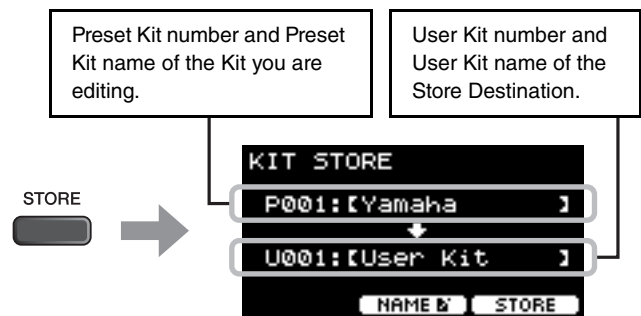 Preset Kit number and Preset
Kit name of the Kit you are
editing.
User Kit number and
User Kit name of the
Store Destination.
STORE
KIT STORE
P001:[Yamaha ]
U001:[User Kit ]
NAME STORE